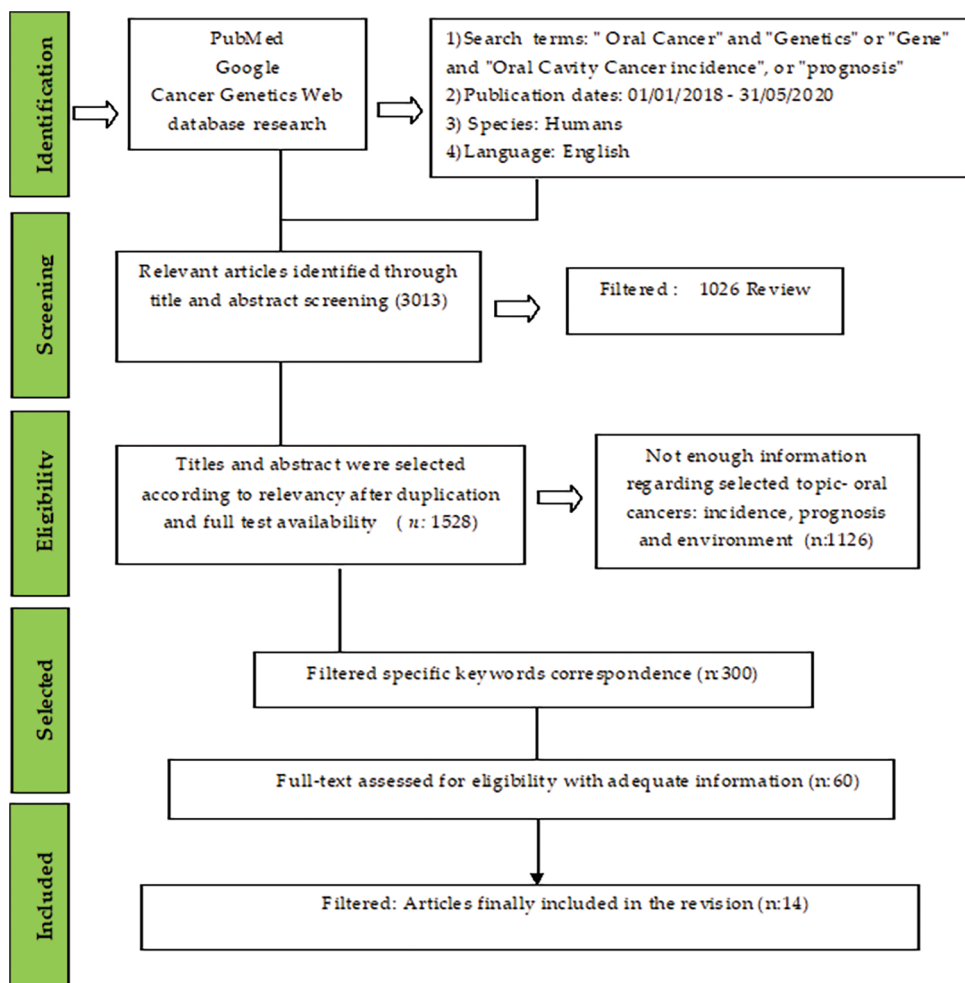 Identification
PubMed
Google
Cancer Genetics Web
database research
1)Search terms: " Oral Cancer" and "Genetics" or "Gene"
and "Oral Cavity Cancer incidence", or "prognosis"
2)Publication dates: 01/01/2018 - 31/05/2020
3) Species: Humans
4)Language: English
Screening
Relevant articles identified through
title and abstract screening (3013)
Filtered : 1026 Review
Eligibility
Titles and abstract were selected
according to relevancy after duplication
and full test availability ( n: 1528)
Not enough information
regarding selected topic- oral
cancers: incidence, prognosis
and environment (n:1126)
Selected
Filtered specific keywords correspondence (n:300)
Full-text assessed for eligibility with adequate information (n:60)
Included
Filtered: Articles finally included in the revision (n:14)